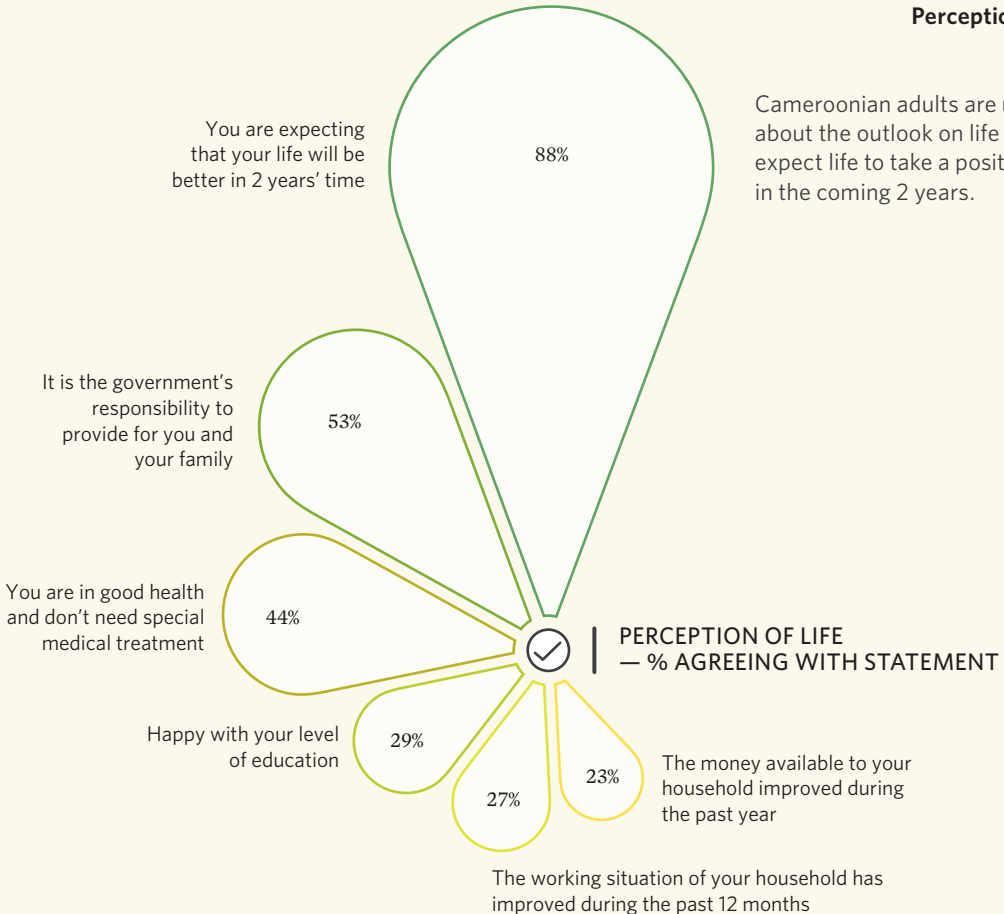 Perceptio
Cameroonian adults are
about the outlook on life
expect life to take a posit
in the coming 2 years.
You are expecting
that your life will be
better in 2 years' time
88%
It is the government's
responsibility to
provide for you and
your family
53%
You are in good health
and don't need special
medical treatment
44%
PERCEPTION OF LIFE
— % AGREEING WITH STATEMENT
Happy with your level
of education
29%
27%
23%
The money available to your
household improved during
the past year
The working situation of your household has
improved during the past 12 months